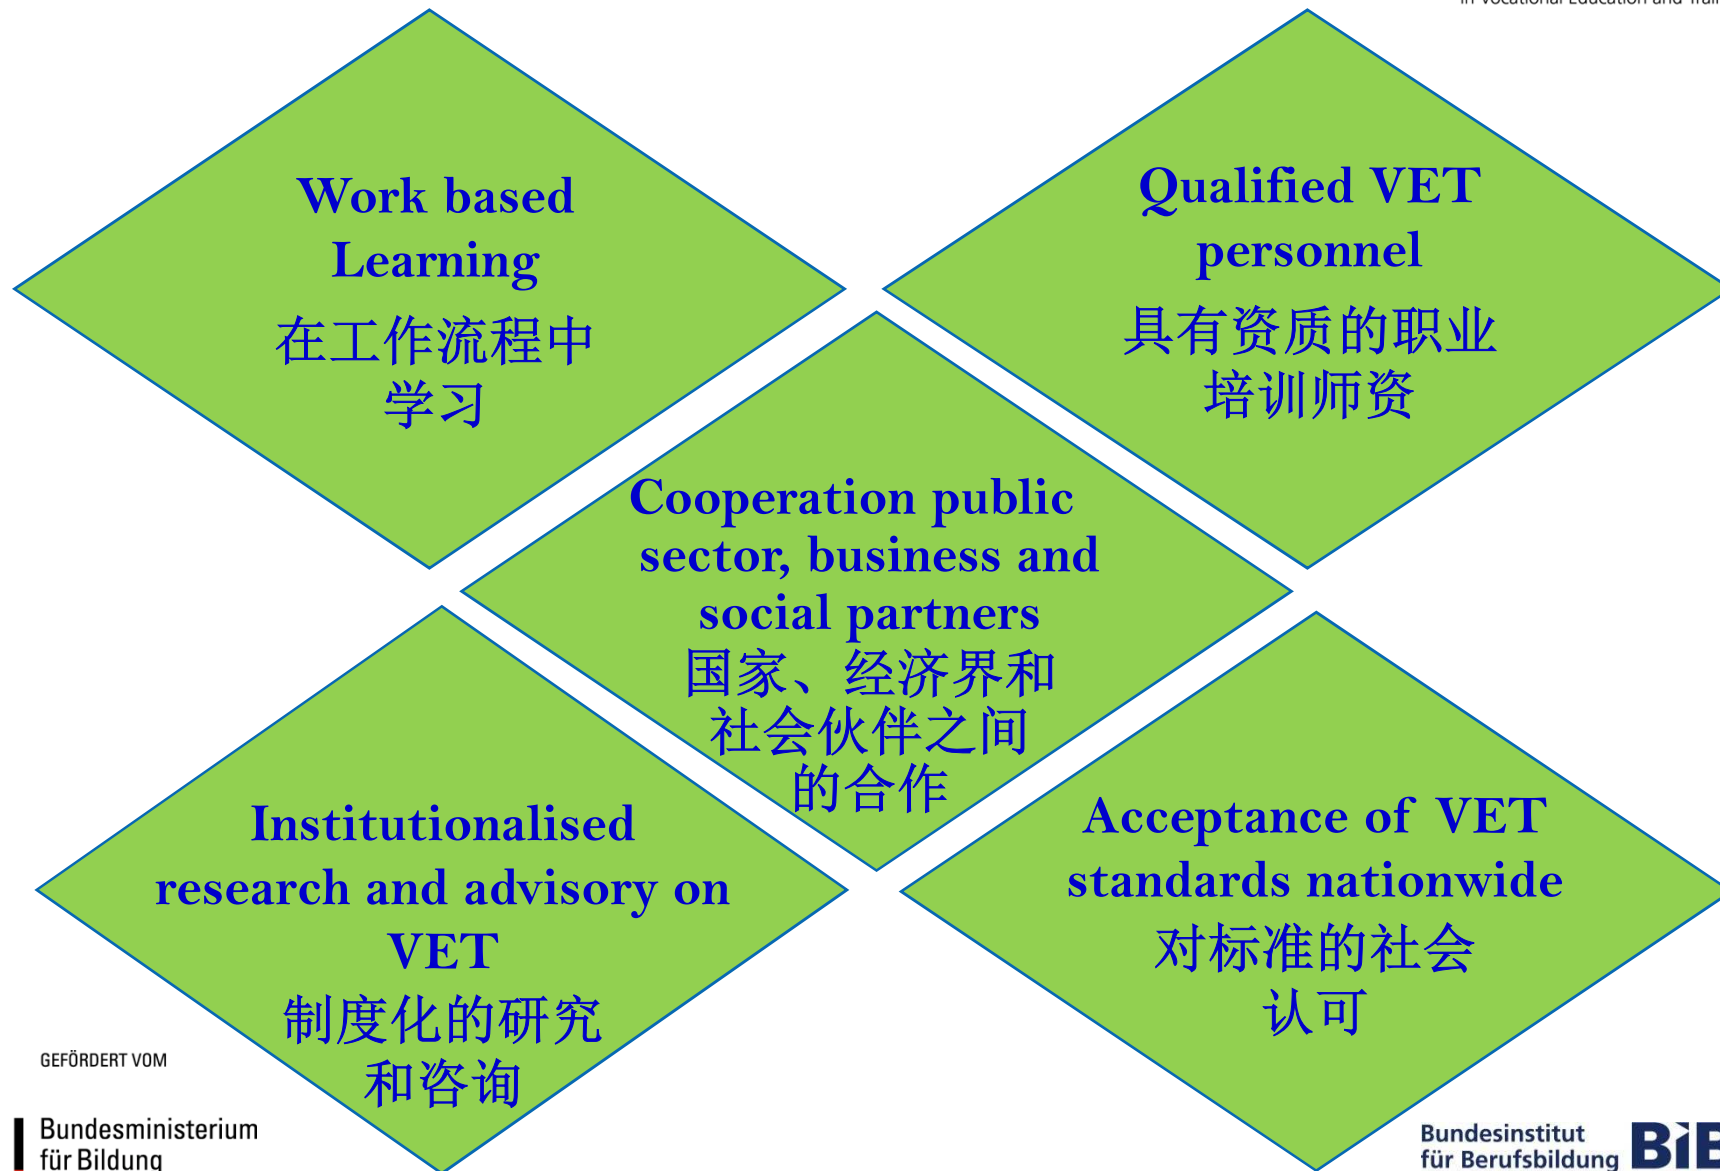 in Vocational Education and
Work based
Learning
在工作流程中
学习
Qualified VET
personnel
具有资质的职业
培训师资
Cooperation public
sector, business and
social partners
国家、经济界和
社会伙伴之间
的合作
Institutionalised
research and advisory on
VET
制度化的研究
和咨询
Acceptance of VET
standards nationwide
对标准的社会
认可
GEFÖRDERT VOM
Bundesministerium
für Bildung
Bundesinstitut
für Berufsbildung